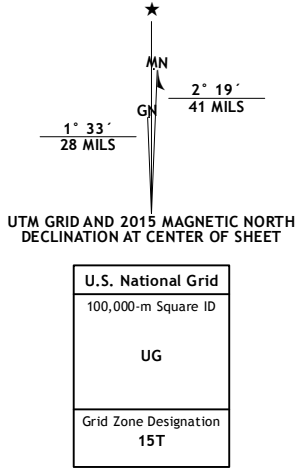 ★
MN
2° 19´
41 MILS
GN
1° 33´
28 MILS
UTM GRID AND 2015 MAGNETIC NORTH
DECLINATION AT CENTER OF SHEET
U.S. National Grid
100,000-m Square ID
UG
Grid Zone Designation
15T